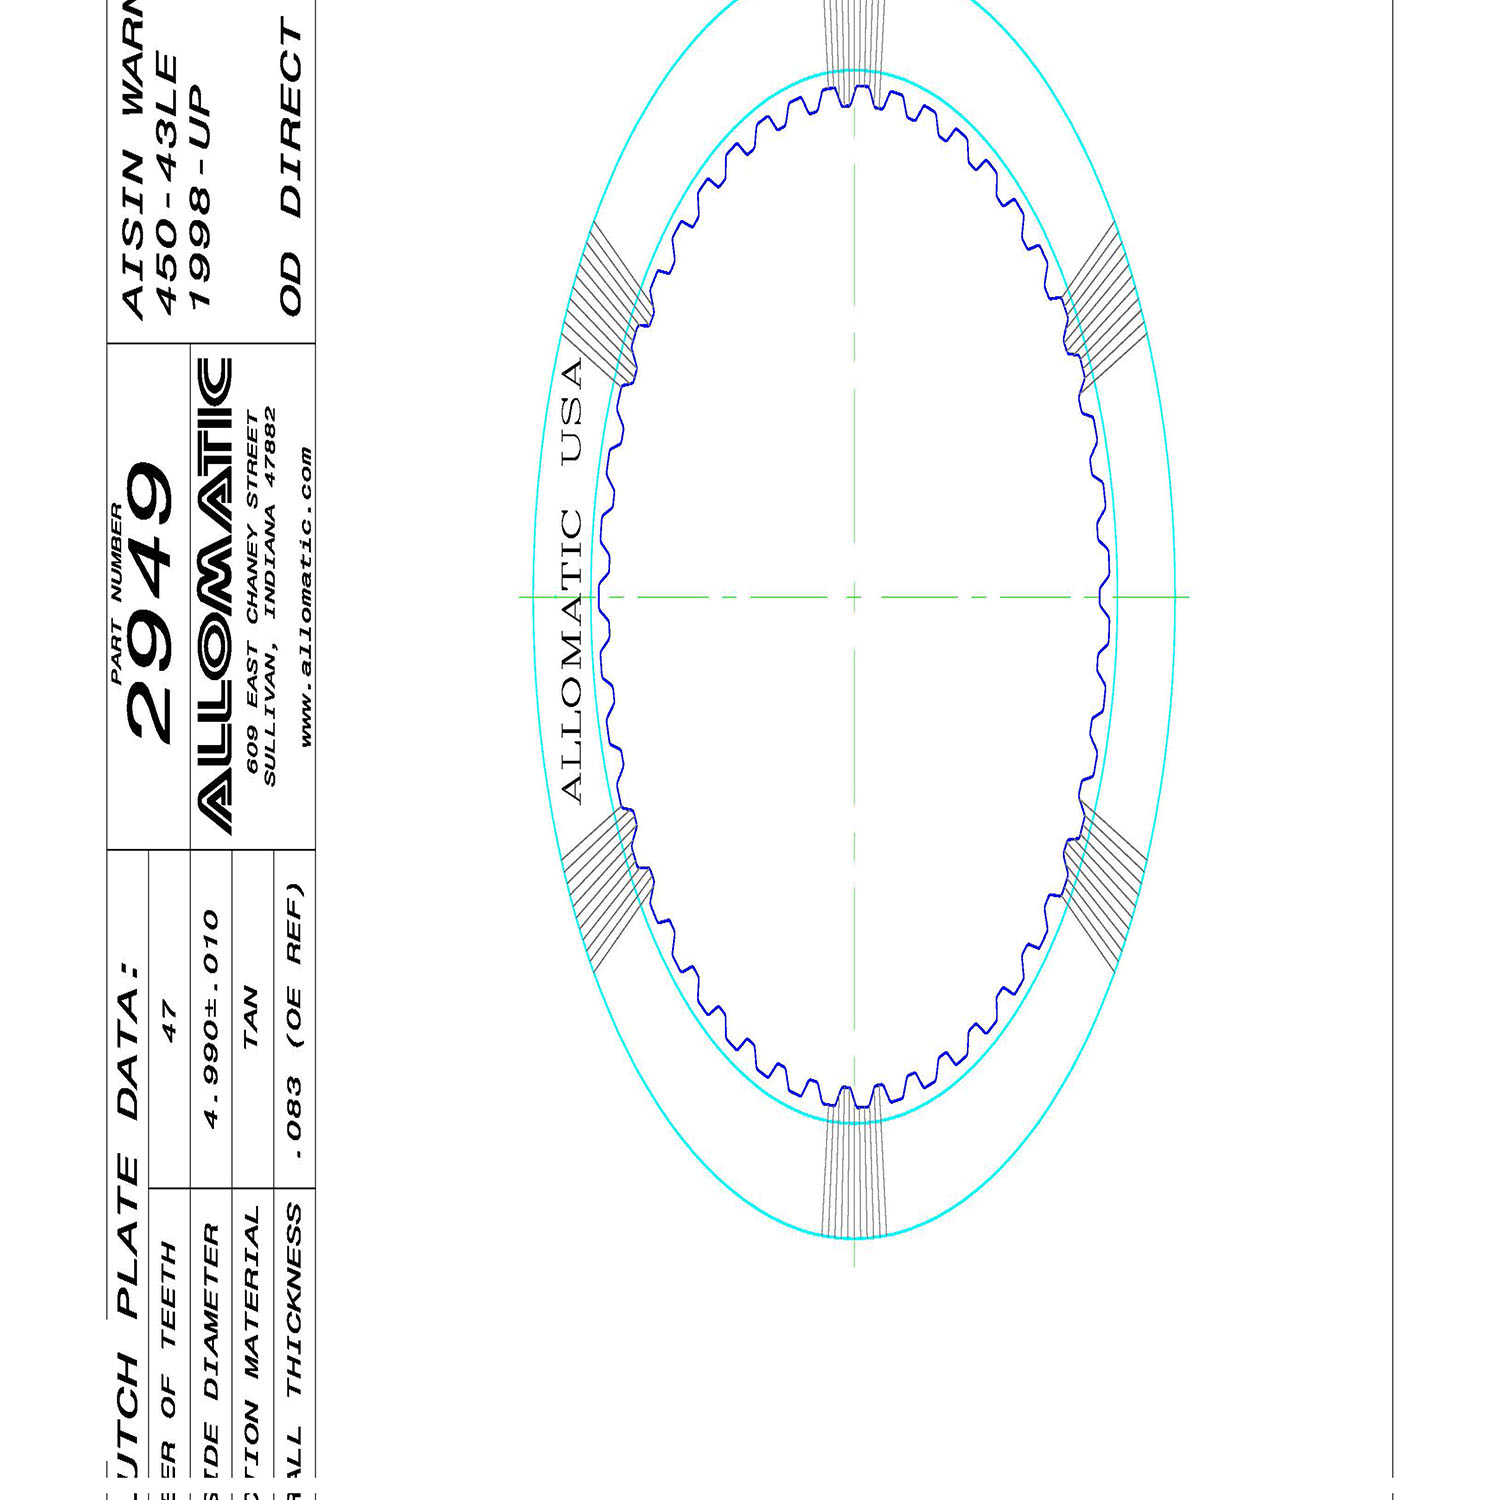 AISIN WARN
450-43LE
1998-UP
OD DIRECT
PART NUMBER
2949
ALLOMATIC
609 EAST CHANEY STREET
SULLIVAN, INDIANA 47882
www.allomatic.com
UTCH PLATE DATA:
ER OF TEETH 47
IDE DIAMETER 4.990±.010
TION MATERIAL TAN
ALL THICKNESS .083 (OE REF)
ALLOMATIC USA